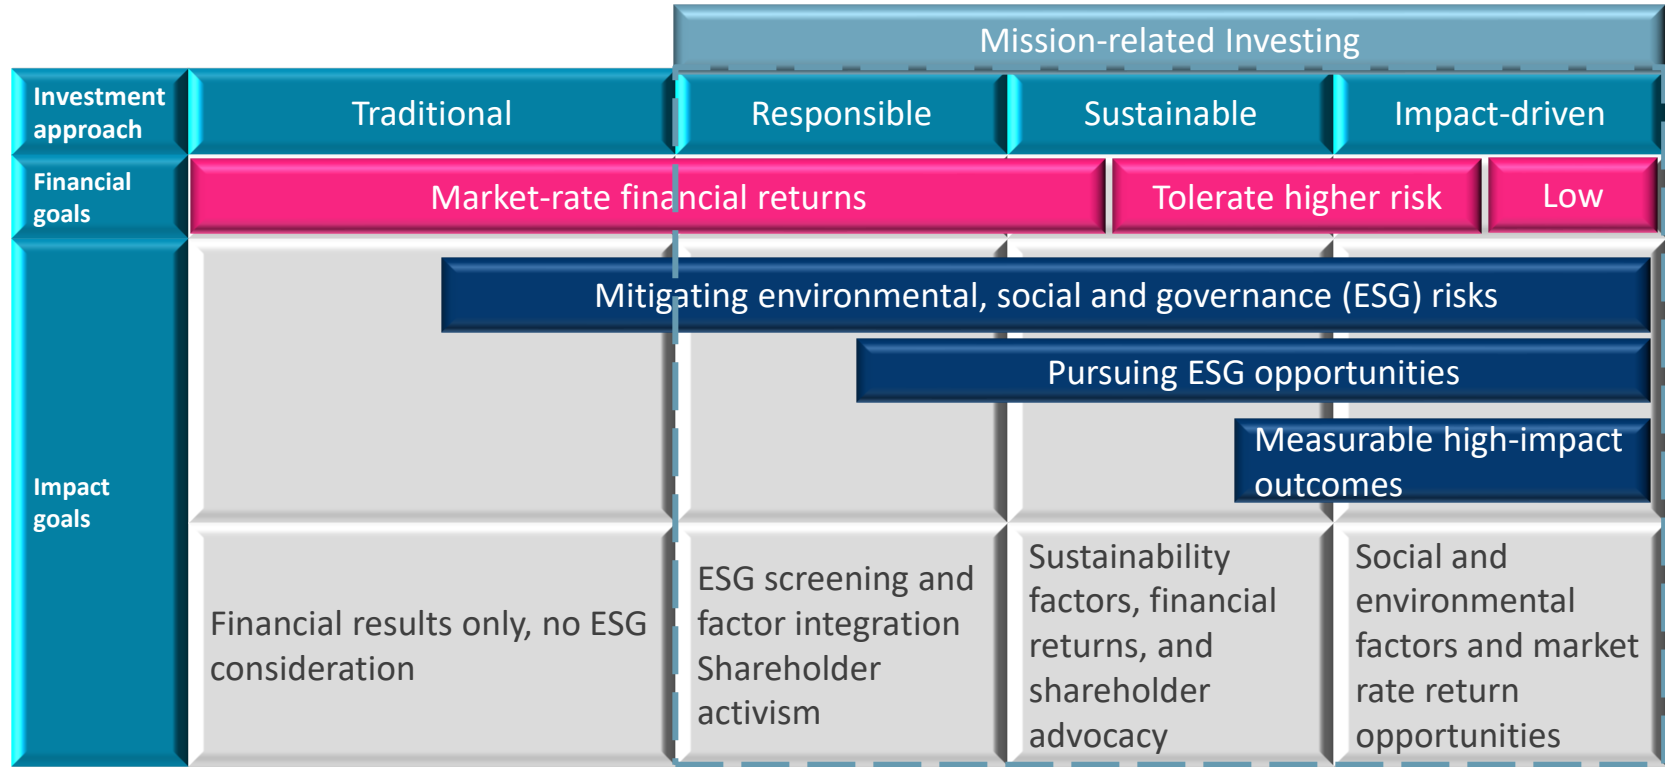 Mission-related Investing
Investment
approach
Traditional
Responsible
Sustainable
Impact-driven
Financial
goals
Market-rate financial returns
Tolerate higher risk
Low
Impact
goals
Mitigating environmental, social and governance (ESG) risks
Pursuing ESG opportunities
Measurable high-impact
outcomes
Financial results only, no ESG
consideration
ESG screening and
factor integration
Shareholder
activism
Sustainability
factors, financial
returns, and
shareholder
advocacy
Social and
environmental
factors and market
rate return
opportunities